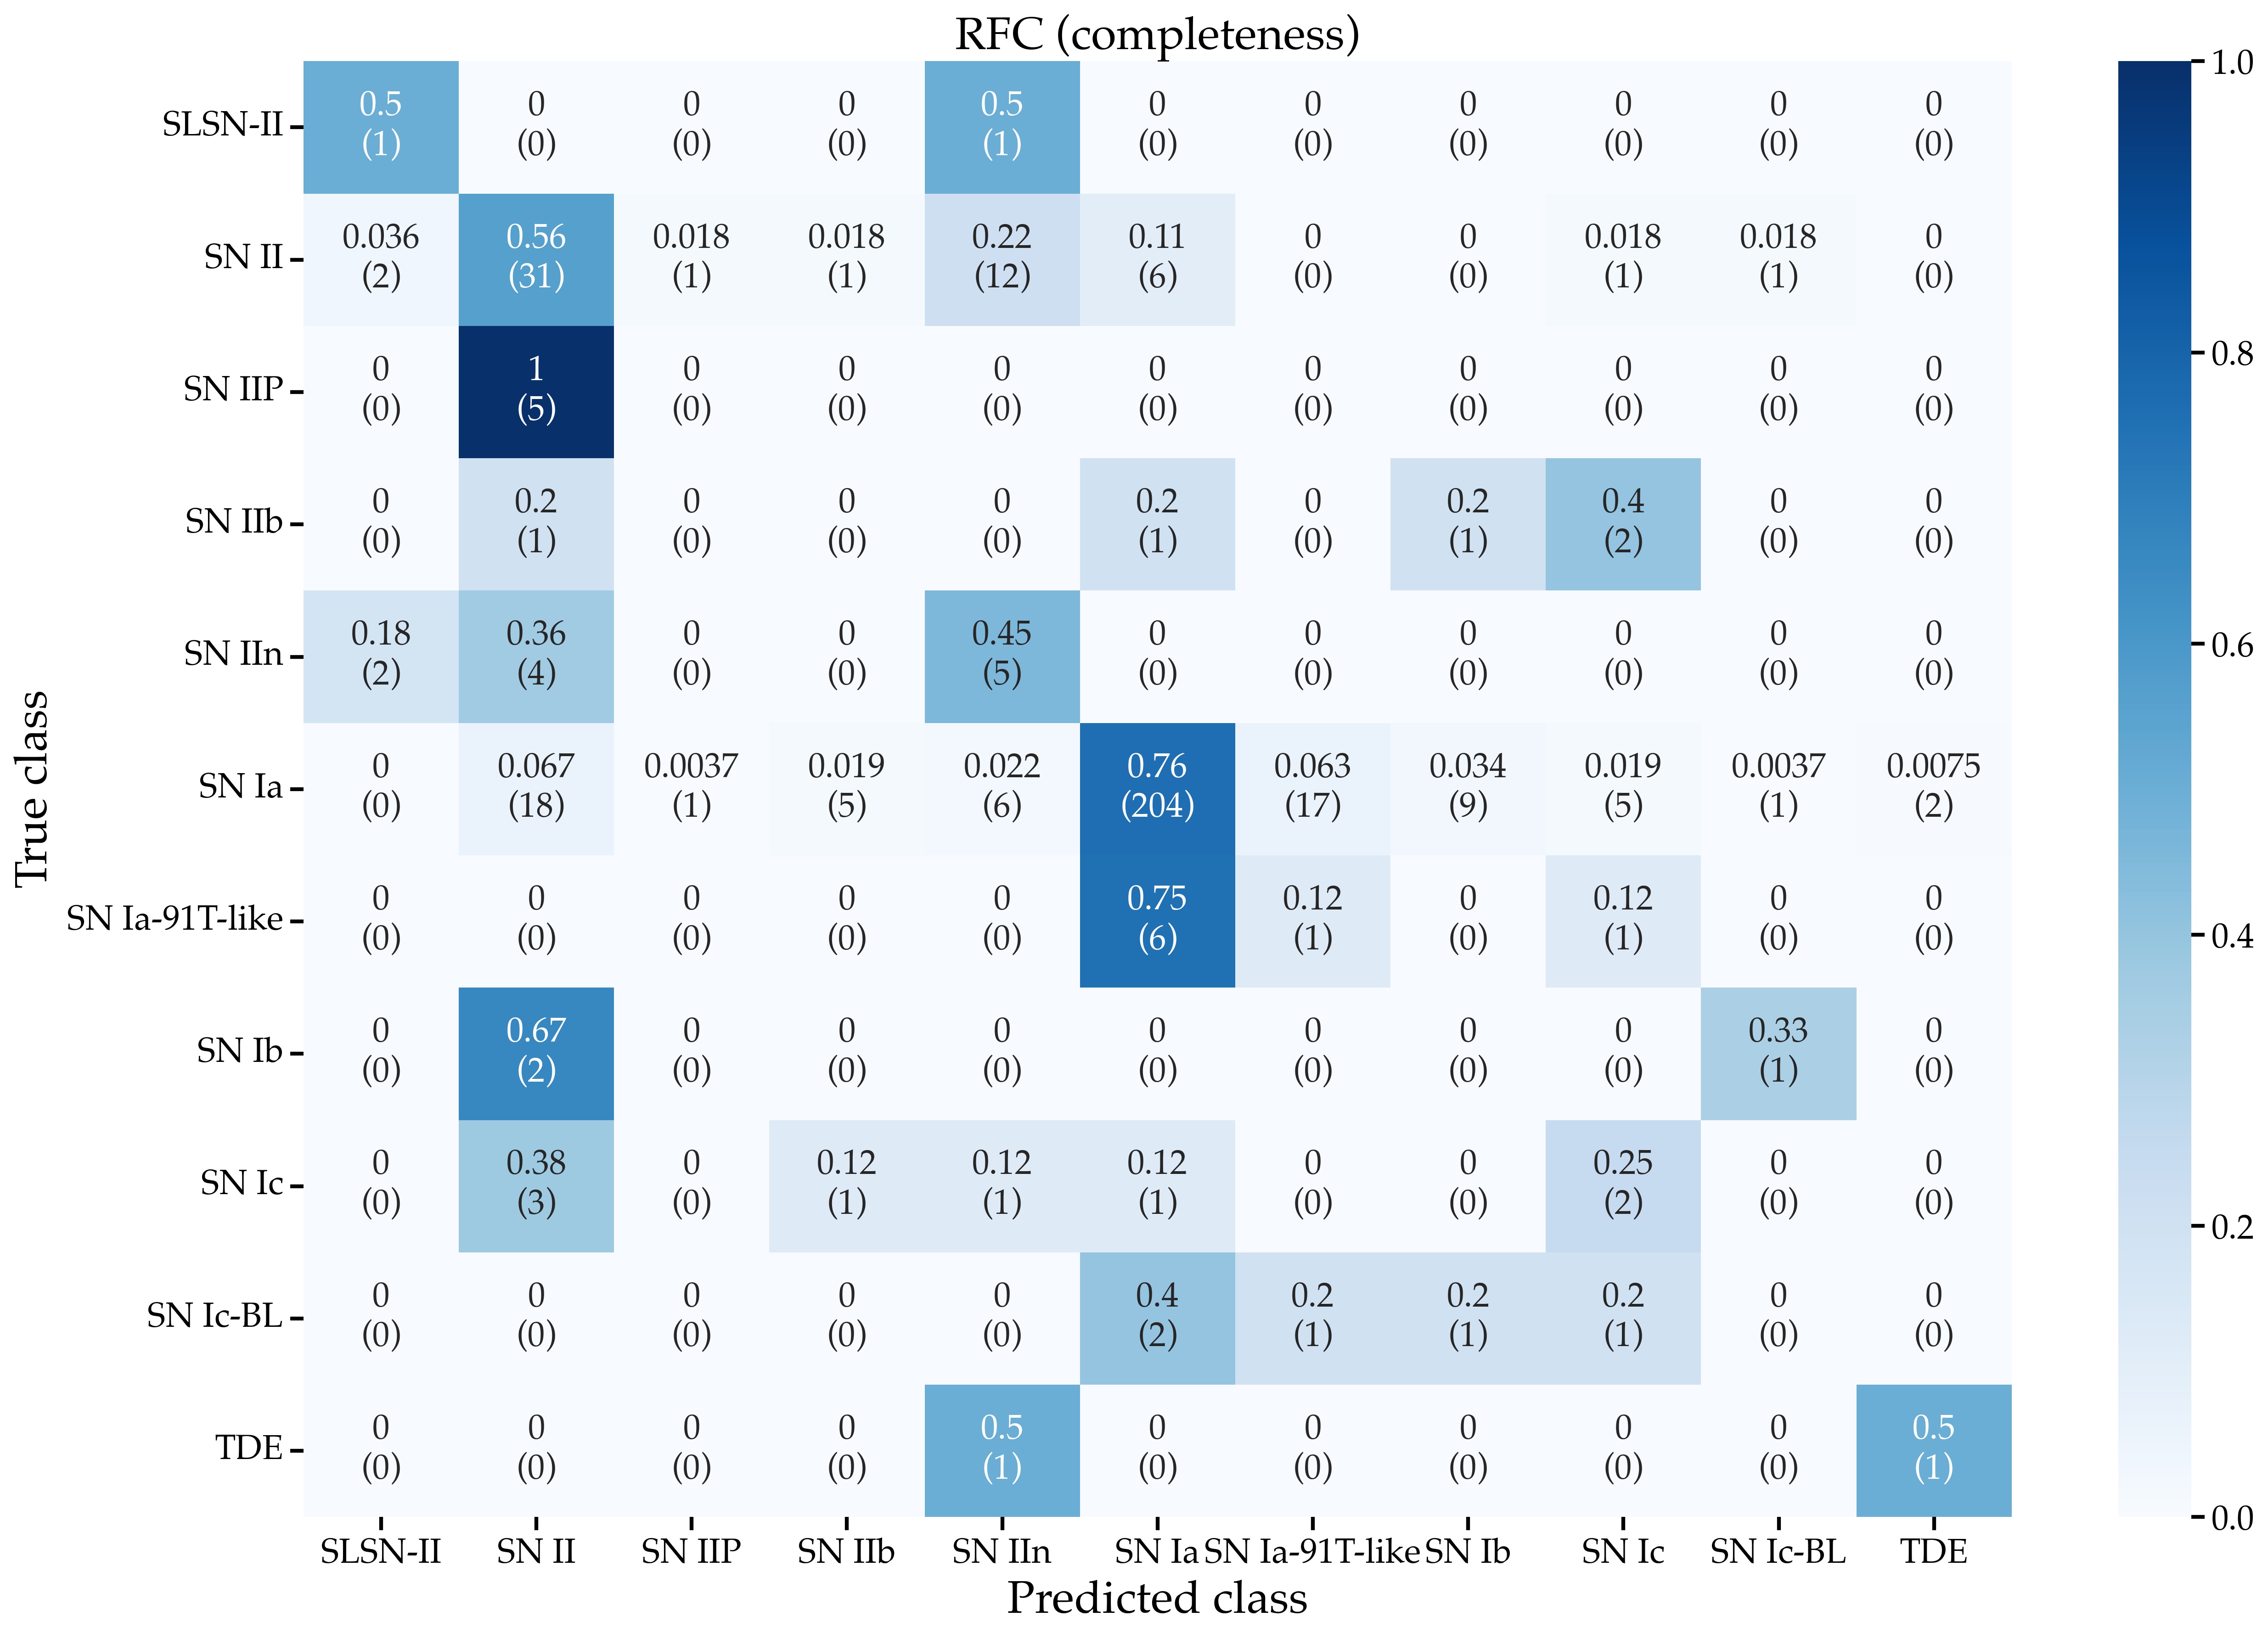 RFC (completeness)
True class
SLSN-II 0.5 0 0 0 0.5 0 0 0 0 0 0
(1) (0) (0) (0) (1) (0) (0) (0) (0) (0) (0)
SN II 0.036 0.56 0.018 0.018 0.22 0.11 0 0 0.018 0.018 0
(2) (31) (1) (1) (12) (6) (0) (0) (1) (1) (0)
SN IIP 0 1 0 0 0 0 0 0 0 0 0
(0) (5) (0) (0) (0) (0) (0) (0) (0) (0) (0)
SN IIb 0 0.2 0 0 0 0.2 0 0.2 0.4 0 0
(0) (1) (0) (0) (0) (1) (0) (1) (2) (0) (0)
SN IIn 0.18 0.36 0 0 0.45 0 0 0 0 0 0
(2) (4) (0) (0) (5) (0) (0) (0) (0) (0) (0)
SN Ia 0 0.067 0.0037 0.019 0.022 0.76 0.063 0.034 0.019 0.0037 0.0075
(0) (18) (1) (5) (6) (204) (17) (9) (5) (1) (2)
SN Ia-91T-like 0 0 0 0 0 0.75 0.12 0 0.12 0 0
(0) (0) (0) (0) (0) (6) (1) (0) (1) (0) (0)
SN Ib 0 0.67 0 0 0 0 0 0 0 0.33 0
(0) (2) (0) (0) (0) (0) (0) (0) (0) (1) (0)
SN Ic 0 0.38 0 0.12 0.12 0.12 0 0 0.25 0 0
(0) (3) (0) (1) (1) (1) (0) (0) (2) (0) (0)
SN Ic-BL 0 0 0 0 0 0.4 0.2 0.2 0.2 0 0
(0) (0) (0) (0) (0) (2) (1) (1) (1) (0) (0)
TDE 0 0 0 0 0.5 0 0 0 0 0 0.5
(0) (0) (0) (0) (1) (0) (0) (0) (0) (0) (1)
SLSN-II SN II SN IIP SN IIb SN IIn SN Ia SN Ia-91T-like SN Ib SN Ic SN Ic-BL TDE
Predicted class
1.0
0.8
0.6
0.4
0.2
0.0